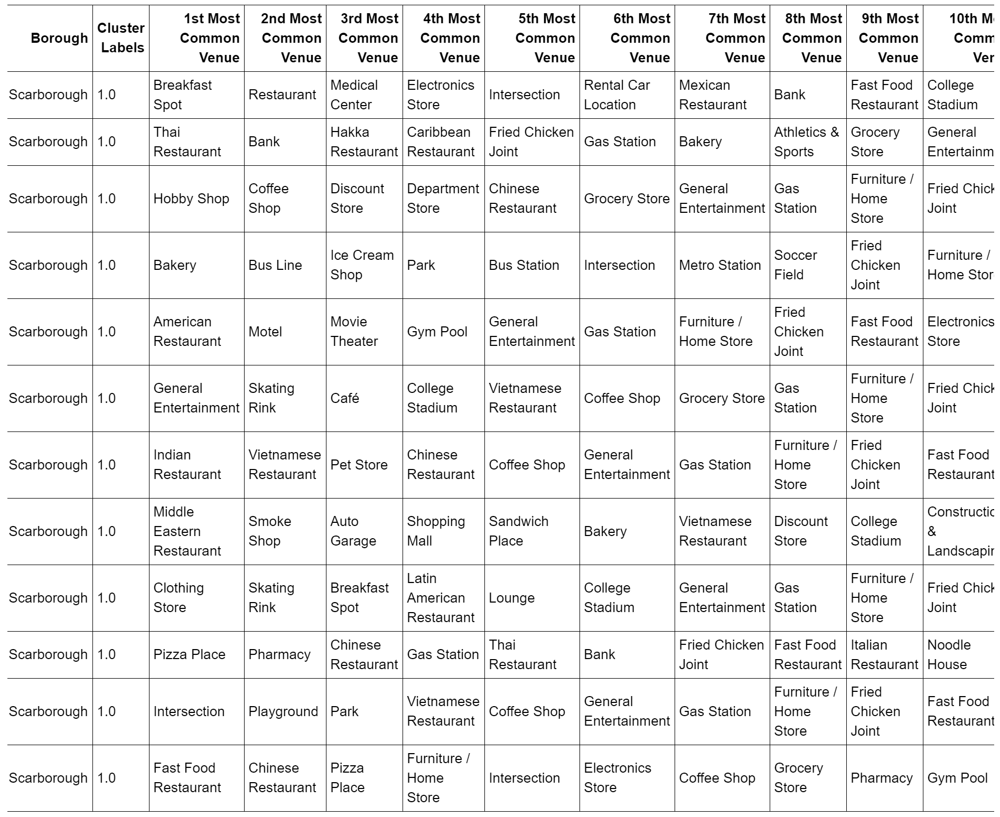 Borough
Cluster
Labels
1st Most
Common
Venue
2nd Most
Common
Venue
3rd Most
Common
Venue
4th Most
Common
Venue
5th Most
Common
Venue
6th Most
Common
Venue
7th Most
Common
Venue
8th Most
Common
Venue
9th Most
Common
Venue
10th Mo
Comm
Ven
Scarborough
1.0
Breakfast
Spot
Restaurant
Medical
Center
Electronics
Store
Intersection
Rental Car
Location
Mexican
Restaurant
Bank
Fast Food
Restaurant
College
Stadium
Scarborough
1.0
Thai
Restaurant
Bank
Hakka
Restaurant
Caribbean
Restaurant
Fried Chicken
Joint
Gas Station
Bakery
Athletics &
Sports
Grocery
Store
General
Entertainm
Scarborough
1.0
Hobby Shop
Coffee
Shop
Discount
Store
Department
Store
Chinese
Restaurant
Grocery Store
General
Entertainment
Gas
Station
Furniture /
Home
Store
Fried Chick
Joint
Scarborough
1.0
Bakery
Bus Line
Ice Cream
Shop
Park
Bus Station
Intersection
Metro Station
Soccer
Field
Fried
Chicken
Joint
Furniture /
Home Store
Scarborough
1.0
American
Restaurant
Motel
Movie
Theater
Gym Pool
General
Entertainment
Gas Station
Furniture /
Home Store
Fried
Chicken
Joint
Fast Food
Restaurant
Electronics
Store
Scarborough
1.0
General
Entertainment
Skating
Rink
Café
College
Stadium
Vietnamese
Restaurant
Coffee Shop
Grocery Store
Gas
Station
Furniture /
Home
Store
Fried Chick
Joint
Scarborough
1.0
Indian
Restaurant
Vietnamese
Restaurant
Pet Store
Chinese
Restaurant
Coffee Shop
General
Entertainment
Gas Station
Furniture /
Home
Store
Fried
Chicken
Joint
Fast Food
Restaurant
Scarborough
1.0
Middle
Eastern
Restaurant
Smoke
Shop
Auto
Garage
Shopping
Mall
Sandwich
Place
Bakery
Vietnamese
Restaurant
Discount
Store
College
Stadium
Constructio
&
Landscapin
Scarborough
1.0
Clothing
Store
Skating
Rink
Breakfast
Spot
Latin
American
Restaurant
Lounge
College
Stadium
General
Entertainment
Gas
Station
Furniture /
Home
Store
Fried Chick
Joint
Scarborough
1.0
Pizza Place
Pharmacy
Chinese
Restaurant
Gas Station
Thai
Restaurant
Bank
Fried Chicken
Joint
Fast Food
Restaurant
Italian
Restaurant
Noodle
House
Scarborough
1.0
Intersection
Playground
Park
Vietnamese
Restaurant
Coffee Shop
General
Entertainment
Gas Station
Furniture /
Home
Store
Fried
Chicken
Joint
Fast Food
Restaurant
Scarborough
1.0
Fast Food
Restaurant
Chinese
Restaurant
Pizza
Place
Furniture /
Home
Store
Intersection
Electronics
Store
Coffee Shop
Grocery
Store
Pharmacy
Gym Pool